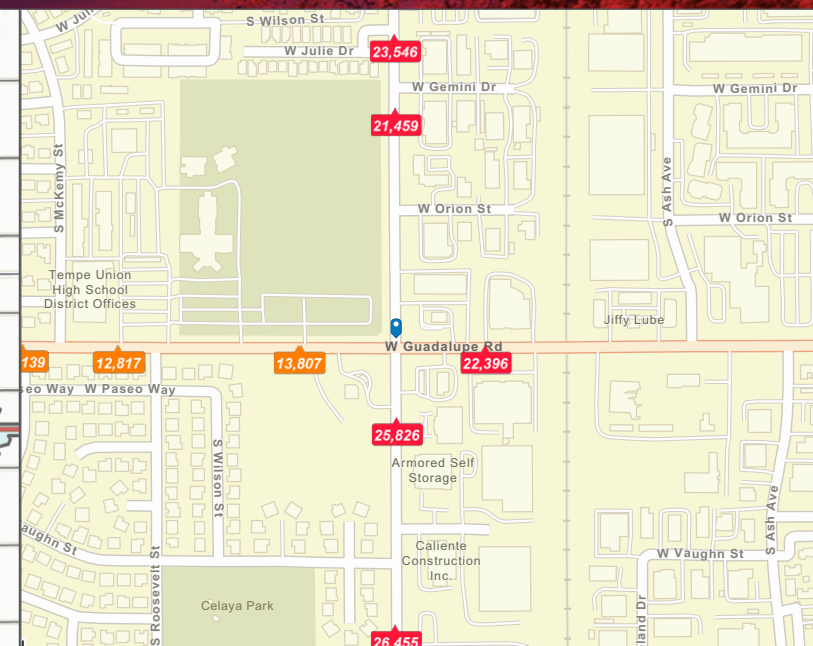 W Jun
S Wilson St
W Julie Dr
23,546
W Gemini Dr
W Gemini Dr
21,459
S McKemy St
S Ash Ave
W Orion St
W Orion St
Tempe Union
High School
District Offices
Jiffy Lube
W Guadalupe Rd
139
12,817
13,807
22,396
seo Way
W Paseo Way
25,826
S Wilson St
Armored Self
Storage
aughn St
S Ash Ave
Caliente
Construction
Inc.
W Vaughn St
S Roosevelt St
Celaya Park
land Dr
26,455